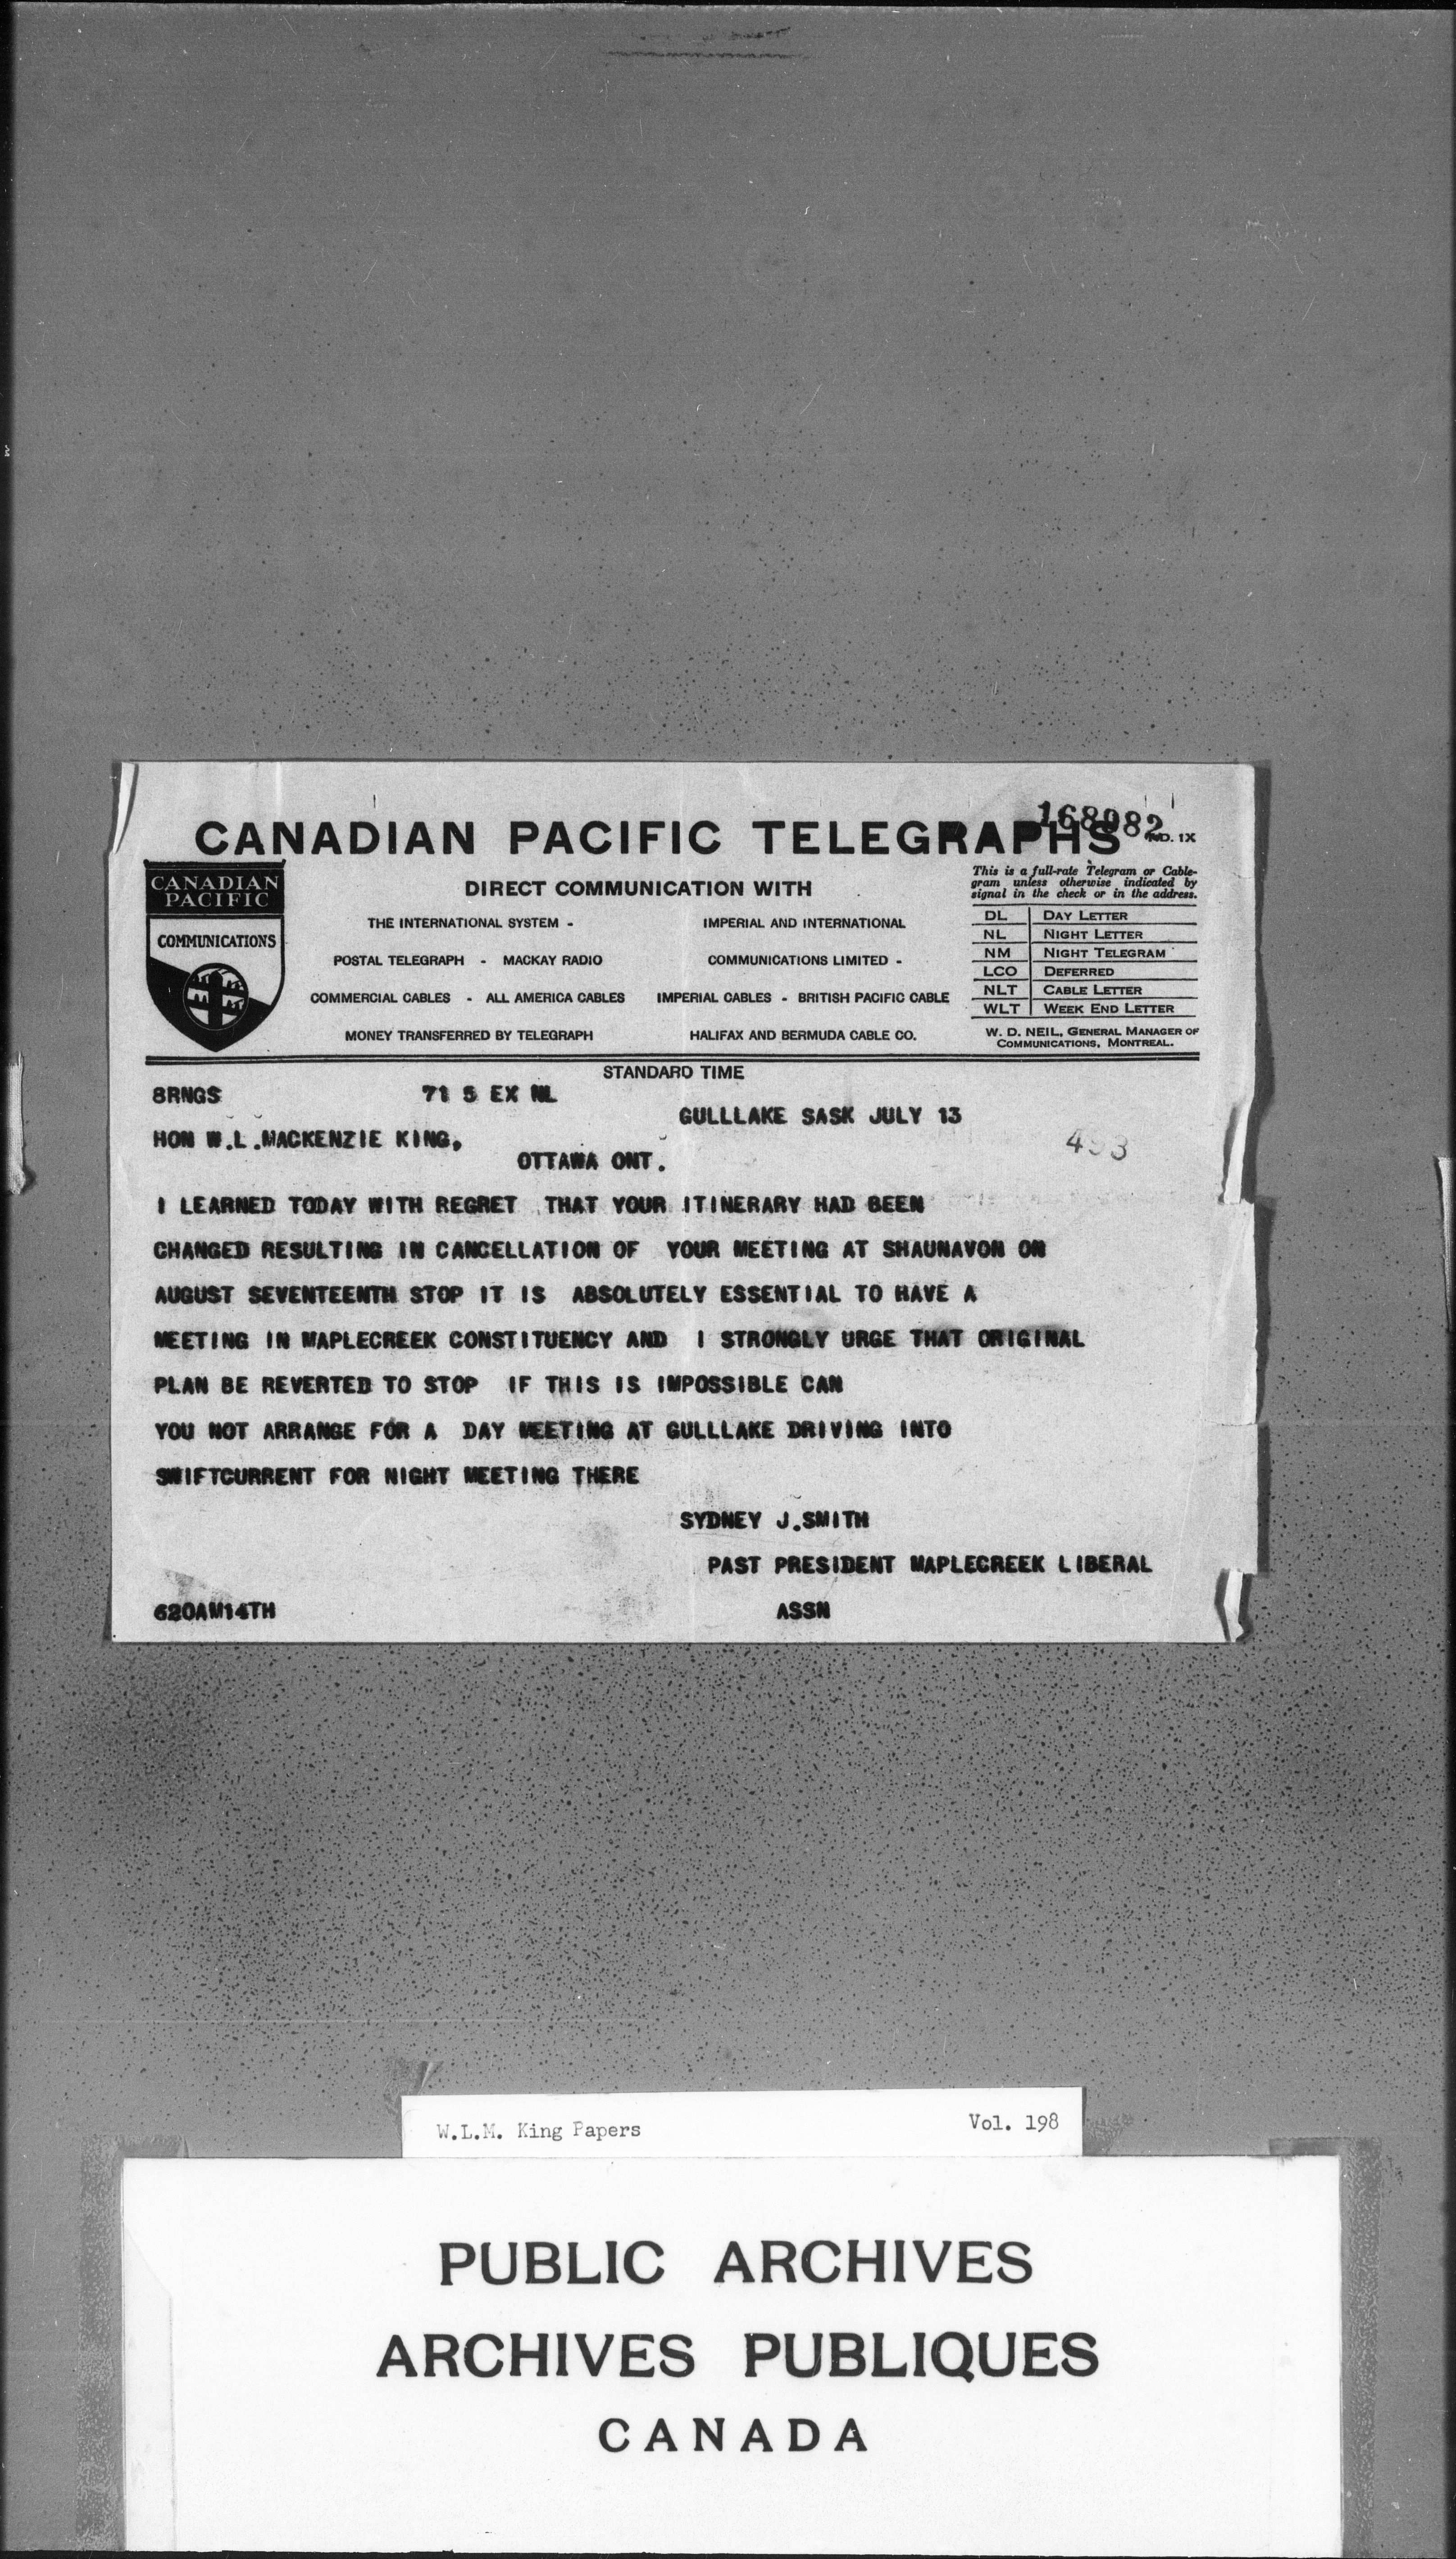 168082
CANADIAN PACIFIC TELEGRAPHS
1X
CANADIAN
PACIFIC
COMMUNICATIONS
DIRECT COMMUNICATION WITH
THE INTERNATIONAL SYSTEM - IMPERIAL AND INTERNATIONAL
POSTAL TELEGRAPH - MACKAY RADIO COMMUNICATIONS LIMITED -
COMMERCIAL CABLES - ALL AMERICA CABLES IMPERIAL CABLES - BRITISH PACIFIC CABLE
MONEY TRANSFERRED BY TELEGRAPH HALIFAX AND BERMUDA CABLE CO.
This is a full-rate Telegram or Cable-
gram unless otherwise indicated by
signal in the check or in the address.
DL DAY LETTER
NL NIGHT LETTER
NM NIGHT TELEGRAM
LCO DEFERRED
NLT CABLE LETTER
WLT WEEK END LETTER
W. D. NEIL, GENERAL MANAGER OF
COMMUNICATIONS, MONTREAL.
STANDARD TIME
8RNGS 71 5 EX NL
GULLLAKE SASK JULY 13
HON W.L.MACKENZIE KING,
OTTAWA ONT.
I LEARNED TODAY WITH REGRET THAT YOUR ITINERARY HAD BEEN
CHANGED RESULTING IN CANCELLATION OF YOUR MEETING AT SHAUNAVON ON
AUGUST SEVENTEENTH STOP IT IS ABSOLUTELY ESSENTIAL TO HAVE A
MEETING IN MAPLECREEK CONSTITUENCY AND I STRONGLY URGE THAT ORIGINAL
PLAN BE REVERTED TO STOP IF THIS IS IMPOSSIBLE CAN
YOU NOT ARRANGE FOR A DAY MEETING AT GULLLAKE DRIVING INTO
SWIFTCURRENT FOR NIGHT MEETING THERE
SYDNEY J.SMITH
PAST PRESIDENT MAPLECREEK LIBERAL
620AM14TH ASSN
W.L.M. King Papers Vol. 198
PUBLIC ARCHIVES
ARCHIVES PUBLIQUES
CANADA